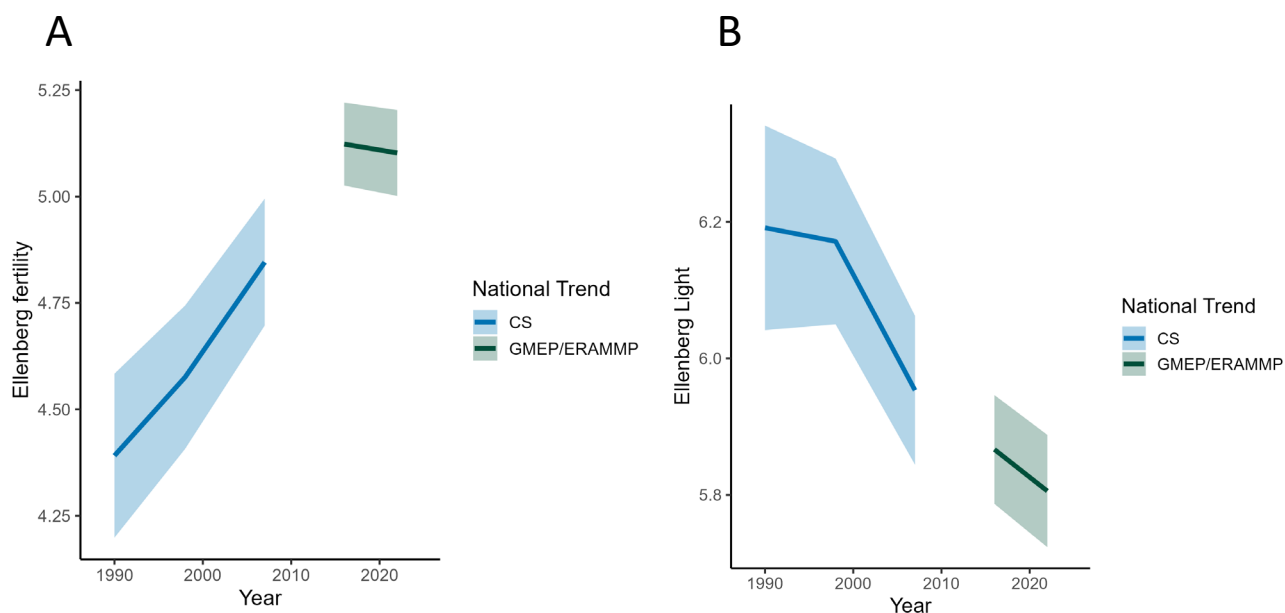 A
5.25
5.00
4.75
4.50
4.25
Ellenberg fertility
1990
2000
2010
2020
Year
National Trend
CS
GMEP/ERAMMP
B
6.2
6.0
5.8
Ellenberg Light
1990
2000
2010
2020
Year
National Trend
CS
GMEP/ERAMMP